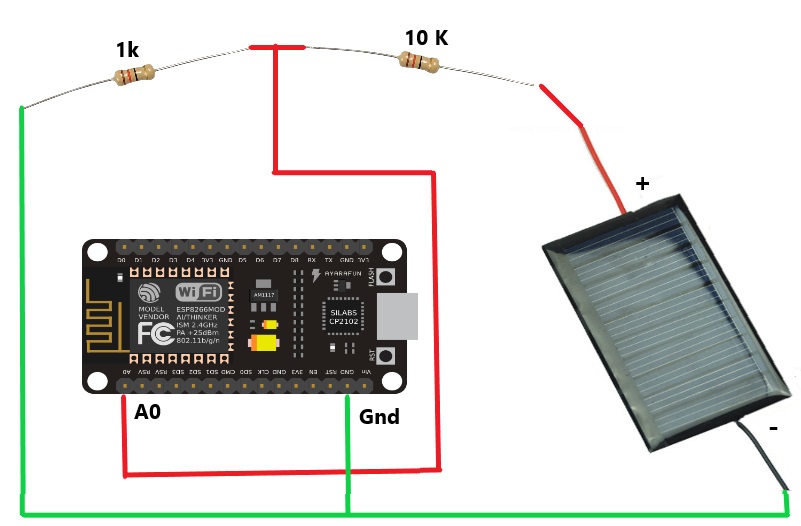 1k
10 K
+
D0 D1 D2 D3 D4 3V3 GND D5 D6 D7 D8 RX TX GND 3V3
AYARAFUN
FLASH
WiFi
AM1117
MODEL
VENDOR
ESP8266MOD
AI/THINKER
ISM 2.4GHz
PA +25dBm
802.11b/g/n
FC
SILABS
CP2102
RST
A0 RSV RSV SD3 SD2 SD1 CMD SD0 CLK GND 3V3 EN RST GND Vin
A0
Gnd
-